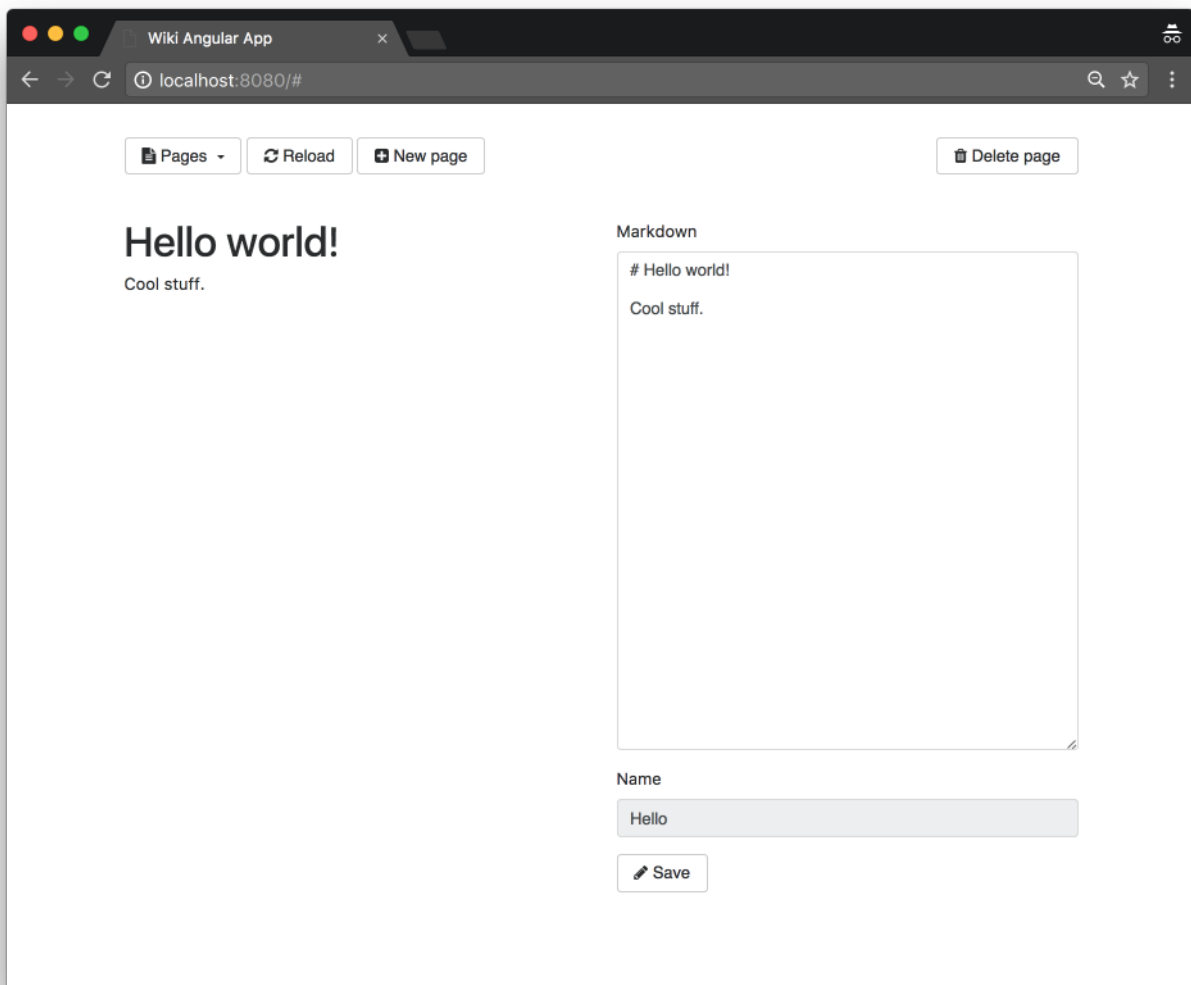 Wiki Angular App
localhost:8080/#
Pages Reload New page Delete page
Hello world!
Cool stuff.
Markdown
# Hello world!
Cool stuff.
Name
Hello
Save